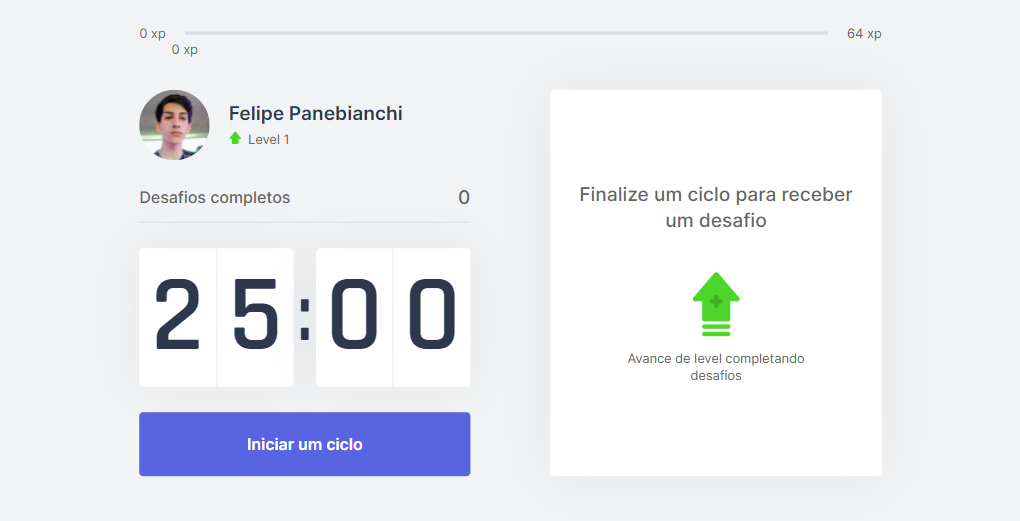 0 xp
64 xp
0 xp
Felipe Panebianchi
Level 1
Desafios completos
0
25:00
Iniciar um ciclo
Finalize um ciclo para receber
um desafio
Avance de level completando
desafios